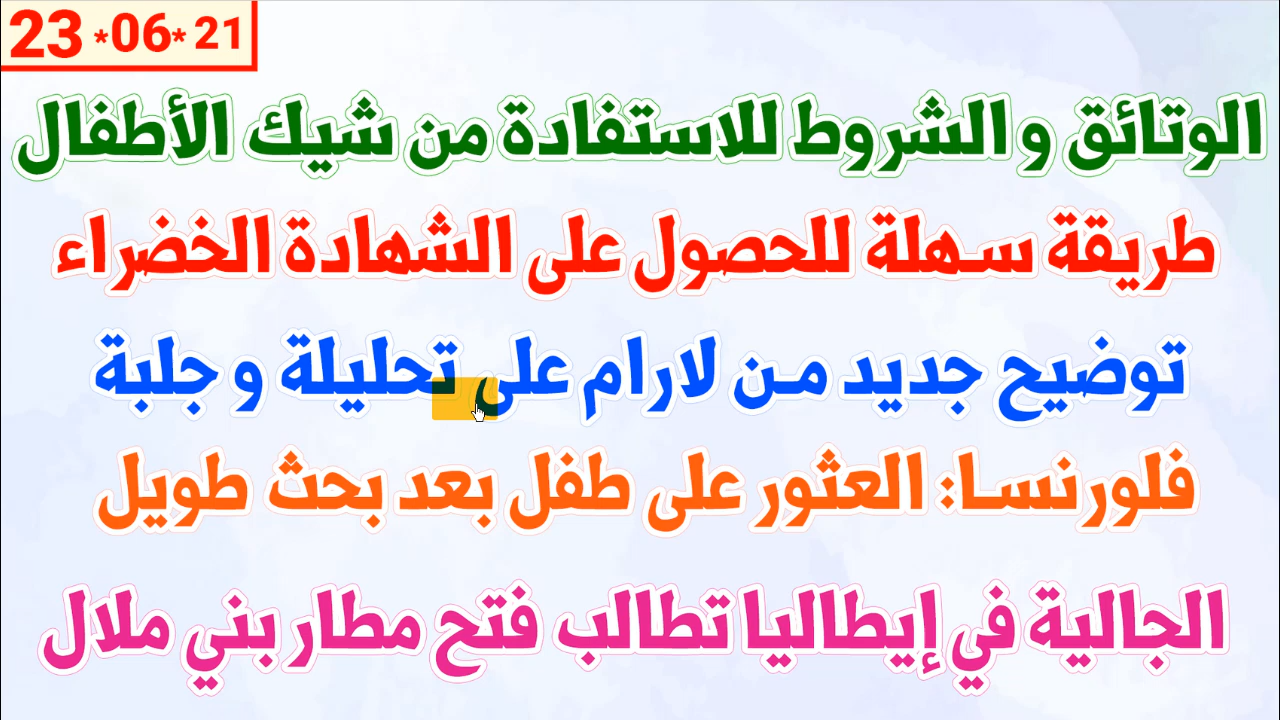 23 *06* 21
الوتائق و الشروط للاستفادة من شيك الأطفال
طريقة سهلة للحصول على الشهادة الخضراء
توضيح جديد من لارام على تحليلة و جلبة
فلورنسا: العثور على طفل بعد بحث طويل
الجالية في إيطاليا تطالب فتح مطار بني ملال